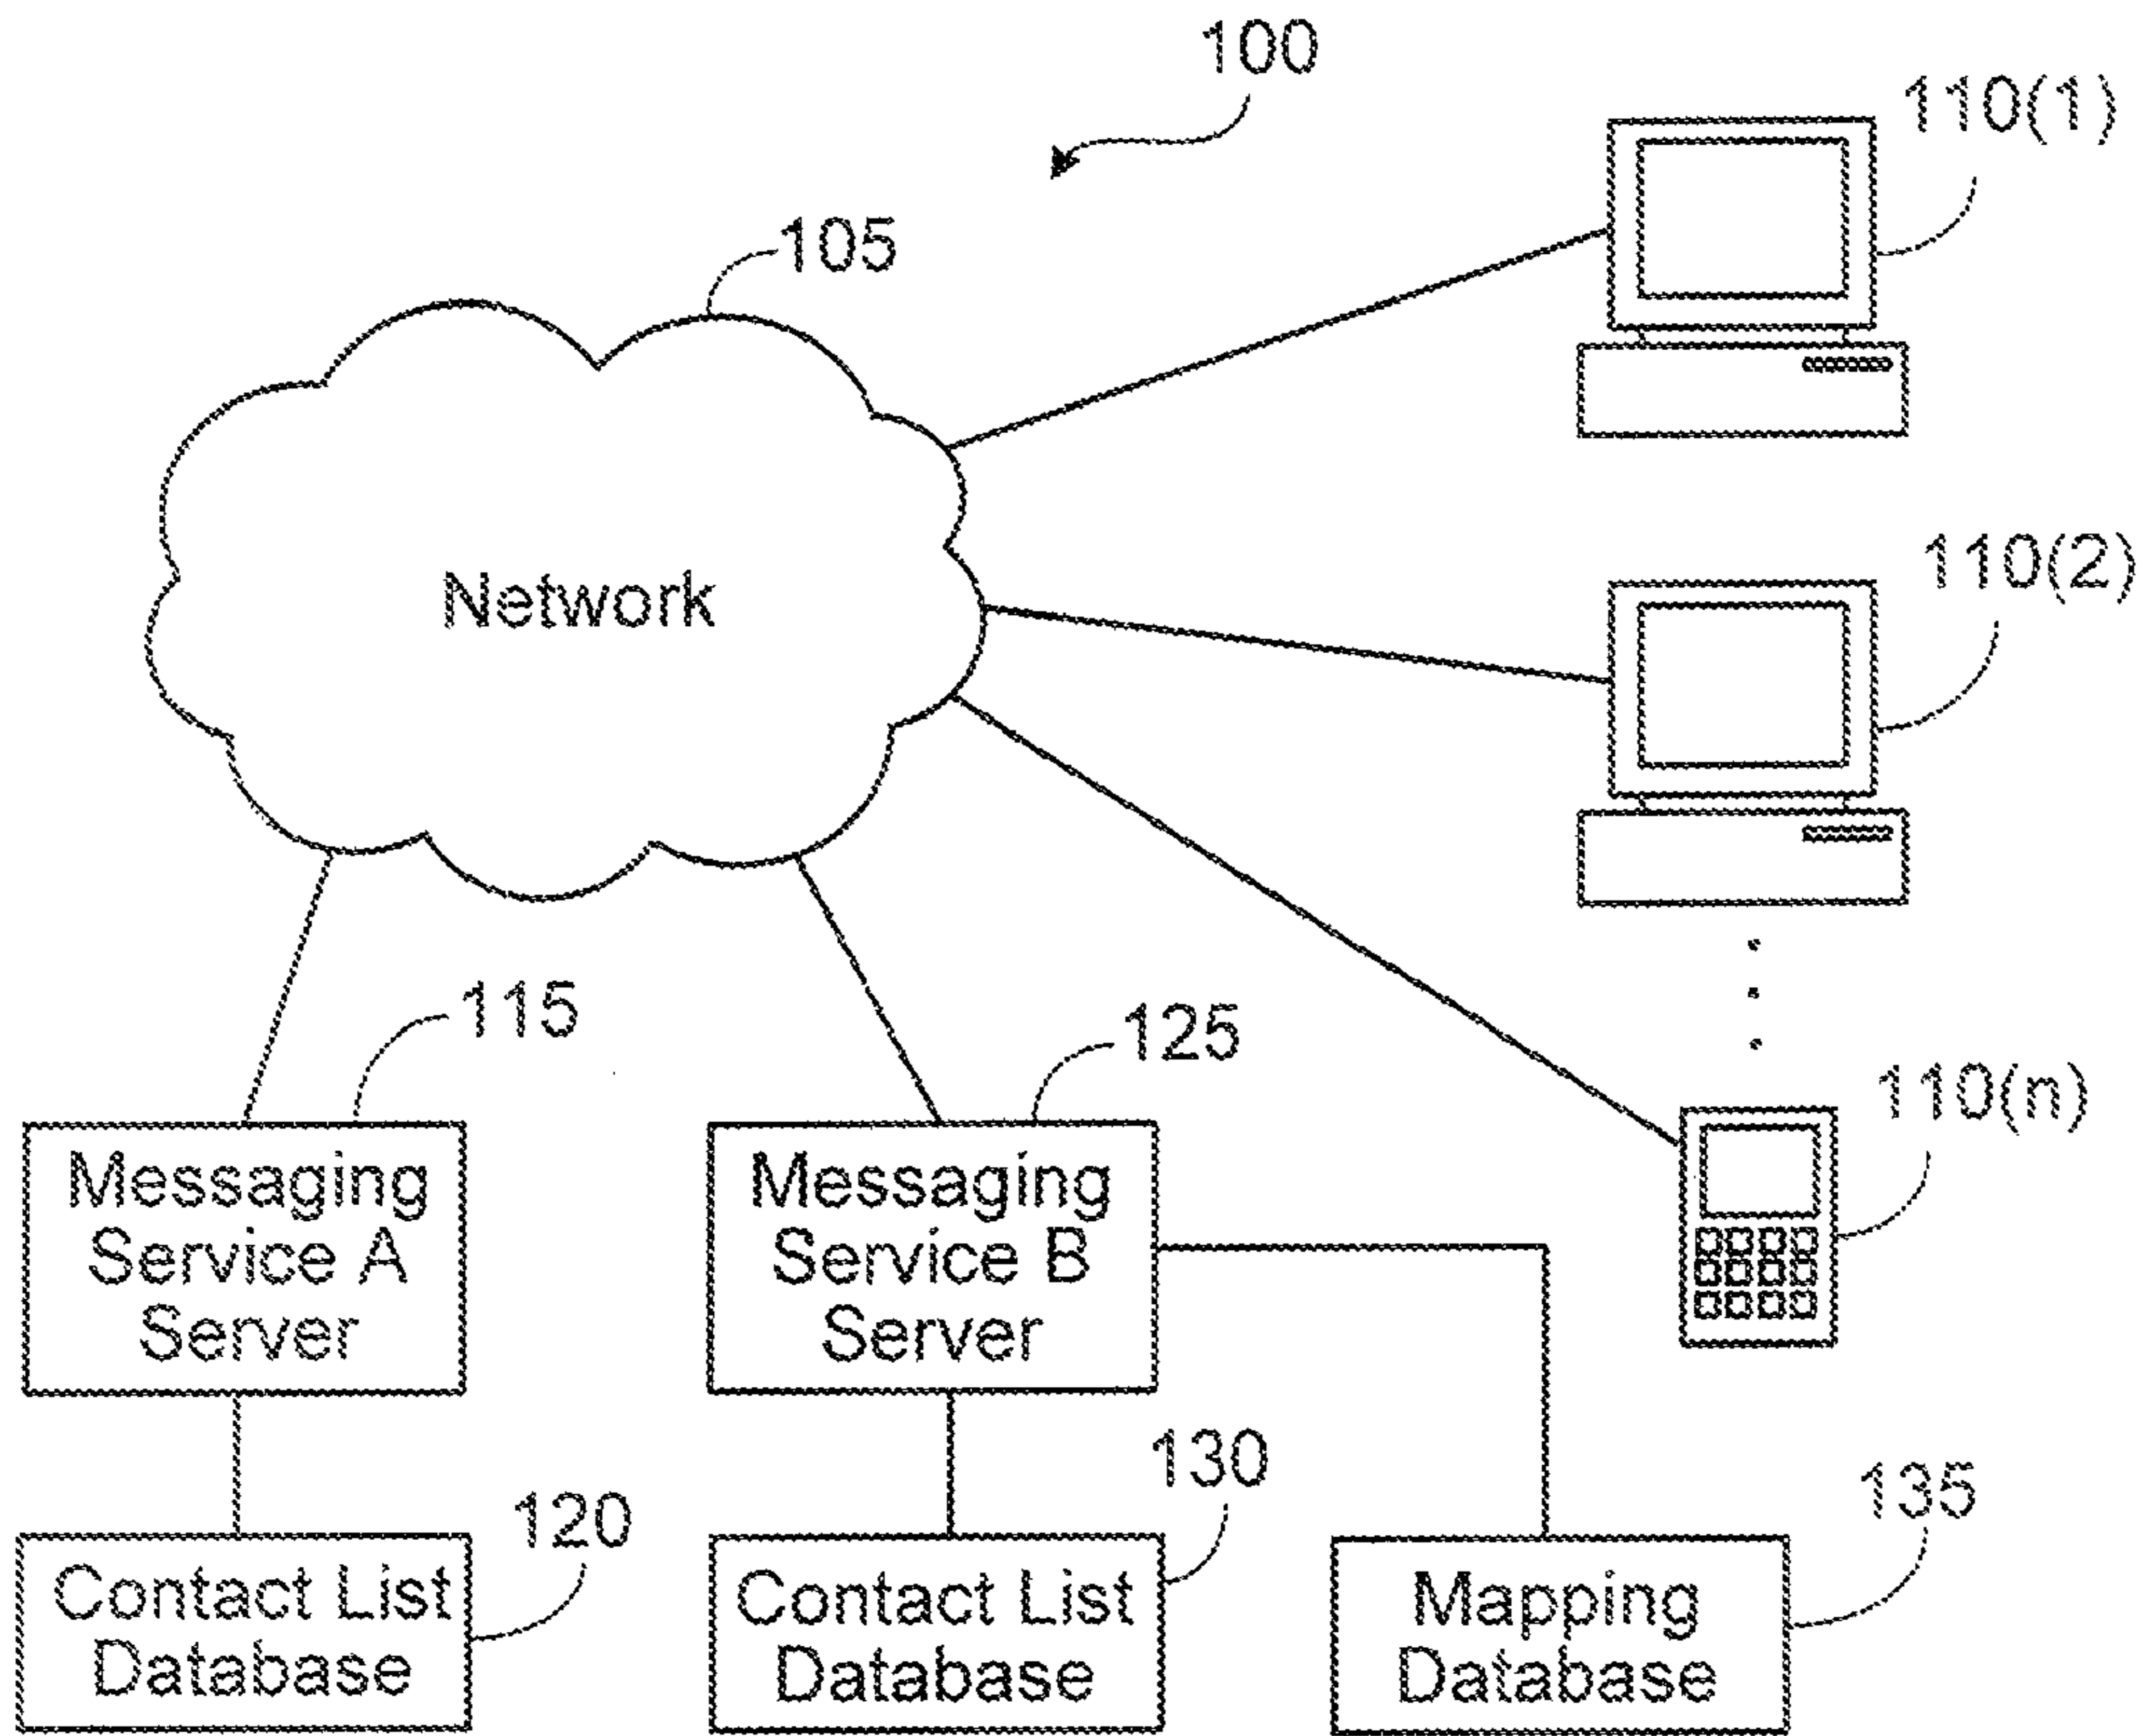 100
110(1)
105
Network
110(2)
115
125
110(n)
Messaging
Service A
Server
Messaging
Service B
Server
120
130
135
Contact List
Database
Contact List
Database
Mapping
Database